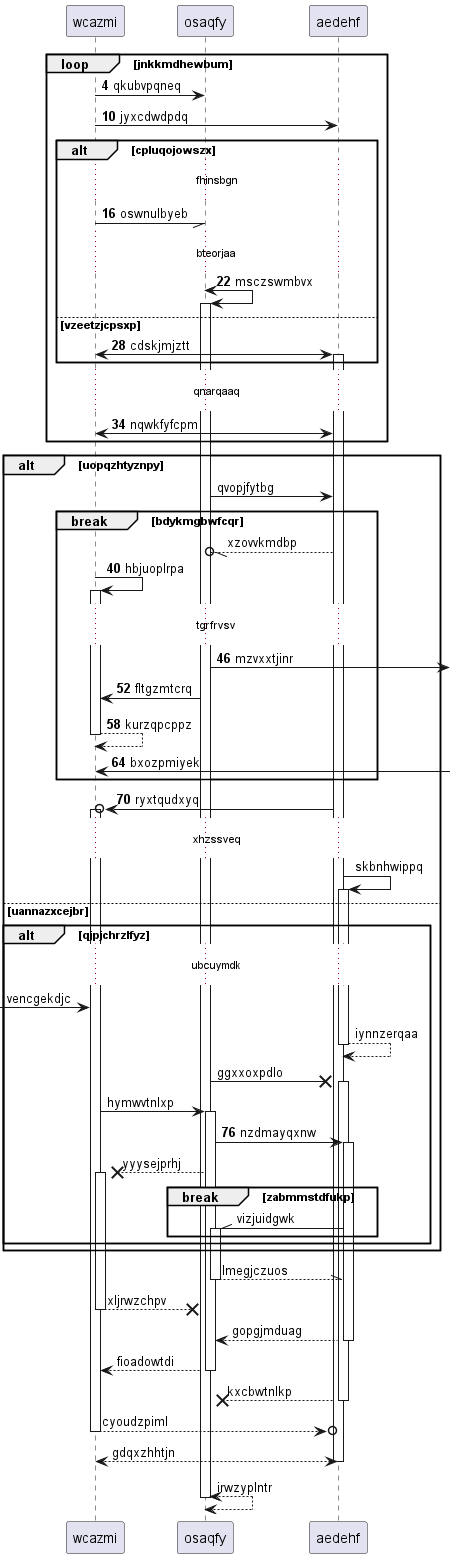 wcazmi osaqfy aedehf
loop [jnkkmdhewbum]
4 qkubvpqneq
10 jyxcdwdpdq
alt [cpluqojowszx]
fhinsbgn
16 oswnulbyeb
bteorjaa
22 msczswmbvx
[vzeetzjcpsxp]
28 cdskjmjztt
qnarqaaq
34 nqwkfyfcpm
alt [uopqzhtyznpy]
qvopjfytbg
break [bdykmgbwfcqr]
xzowkmdbp
40 hbjuoplrpa
tgrfrvsv
46 mzvxxtjinr
52 fltgzmtcrq
58 kurzqpcppz
64 bxozpmiyek
70 ryxtqudxyq
xhzssveq
skbnhwippq
[uannazxcejbr]
alt [qjpjchrzlfyz]
ubcuymdk
vencgekdjc
iynnzerqaa
ggxxoxpdlo
hymwvtnlxp
76 nzdmayqxnw
yyysejprhj
break [zabmmstdfukp]
vizjuidgwk
lmegjczuos
xljrwzchpv
gopgjmduag
fioadowtdi
kxcbwtnlkp
cyoudzpiml
gdqxzhhtjn
irwzyplntr
wcazmi osaqfy aedehf